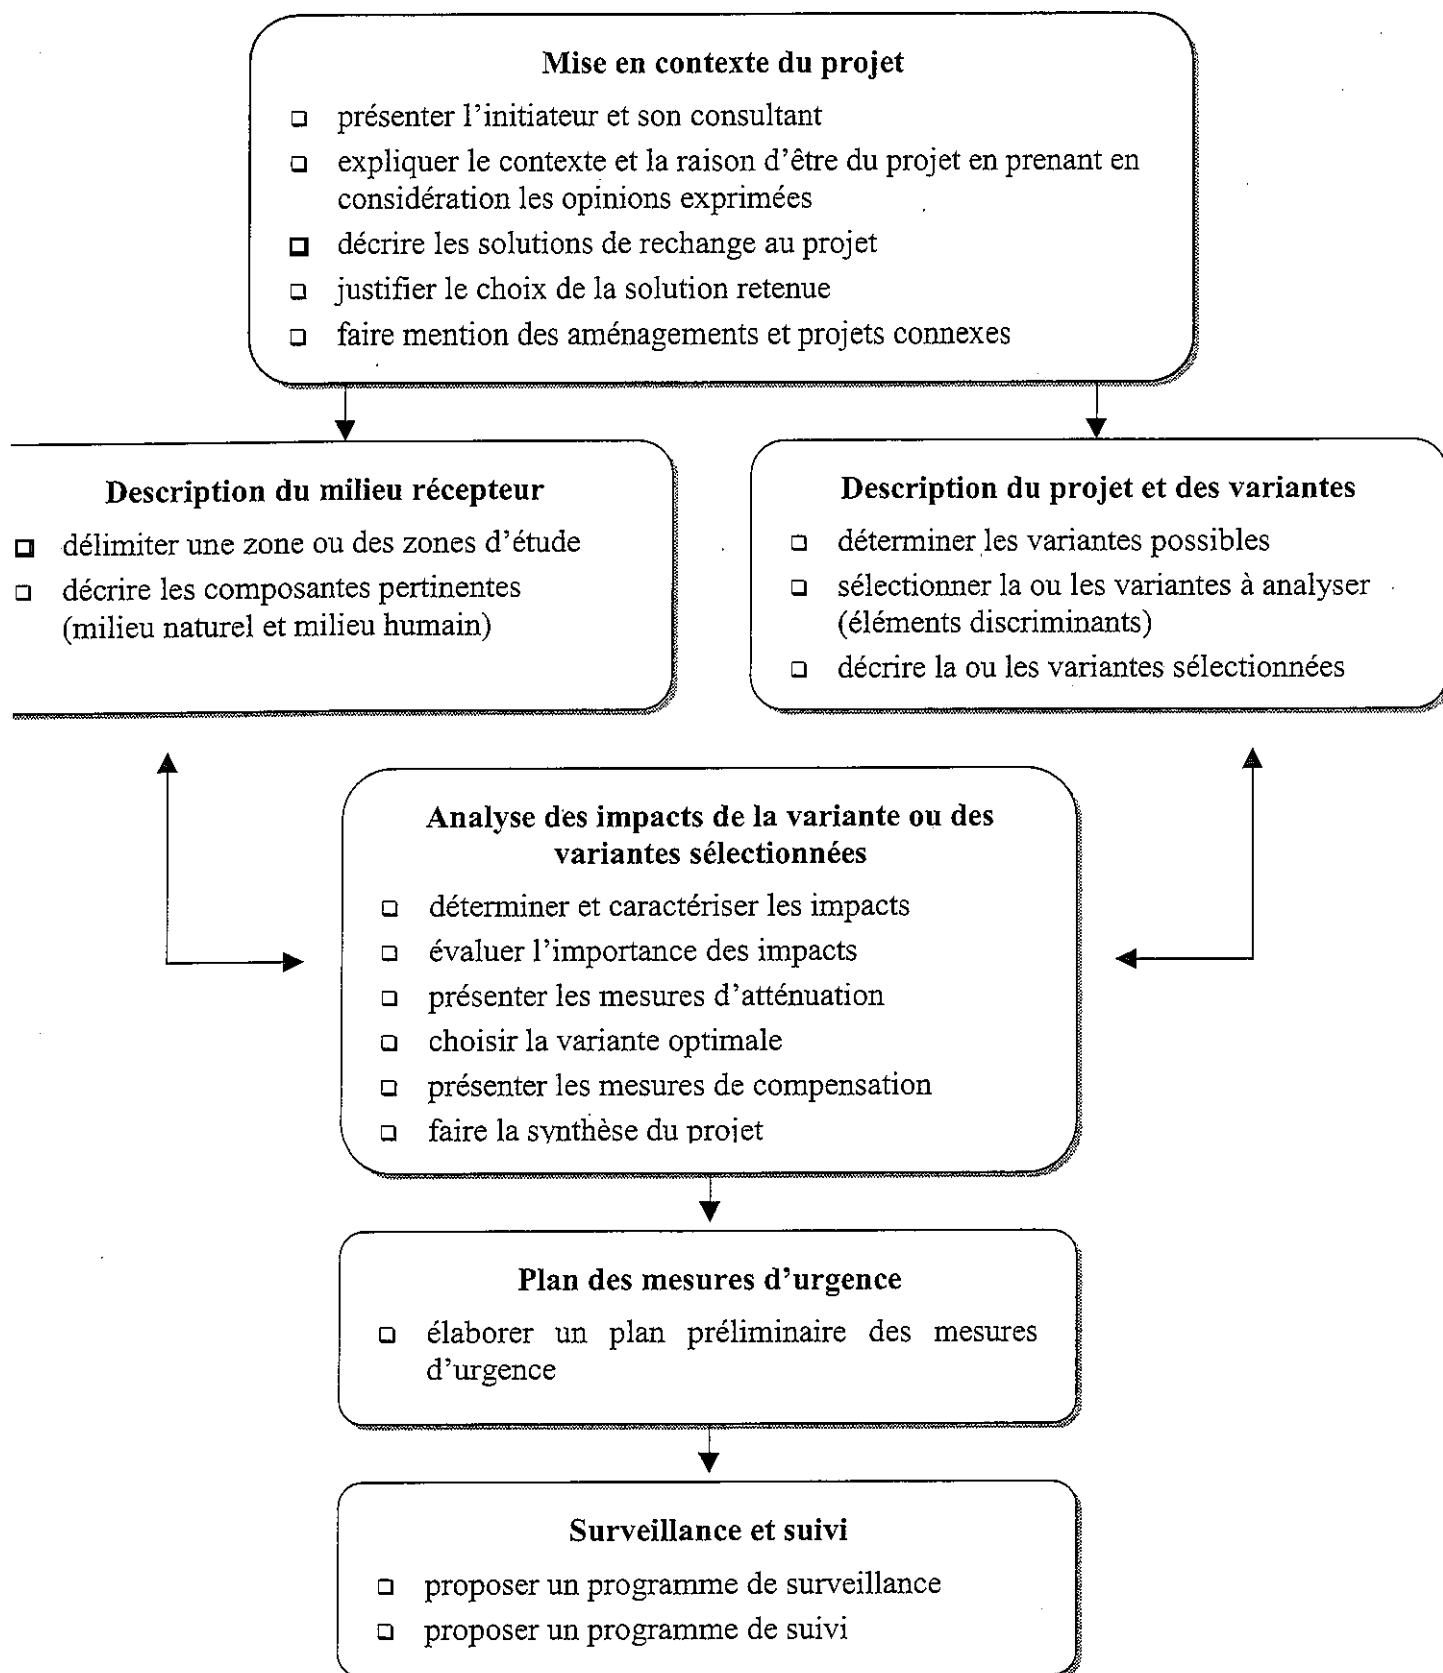 Mise en contexte du projet
❑ présenter l'initiateur et son consultant
❑ expliquer le contexte et la raison d'être du projet en prenant en
considération les opinions exprimées
❑ décrire les solutions de rechange au projet
❑ justifier le choix de la solution retenue
❑ faire mention des aménagements et projets connexes
Description du milieu récepteur
❑ délimiter une zone ou des zones d'étude
❑ décrire les composantes pertinentes
(milieu naturel et milieu humain)
Description du projet et des variantes
❑ déterminer les variantes possibles
❑ sélectionner la ou les variantes à analyser
(éléments discriminants)
❑ décrire la ou les variantes sélectionnées
Analyse des impacts de la variante ou des
variantes sélectionnées
❑ déterminer et caractériser les impacts
❑ évaluer l'importance des impacts
❑ présenter les mesures d'atténuation
❑ choisir la variante optimale
❑ présenter les mesures de compensation
❑ faire la synthèse du projet
Plan des mesures d'urgence
❑ élaborer un plan préliminaire des mesures
d'urgence
Surveillance et suivi
❑ proposer un programme de surveillance
❑ proposer un programme de suivi